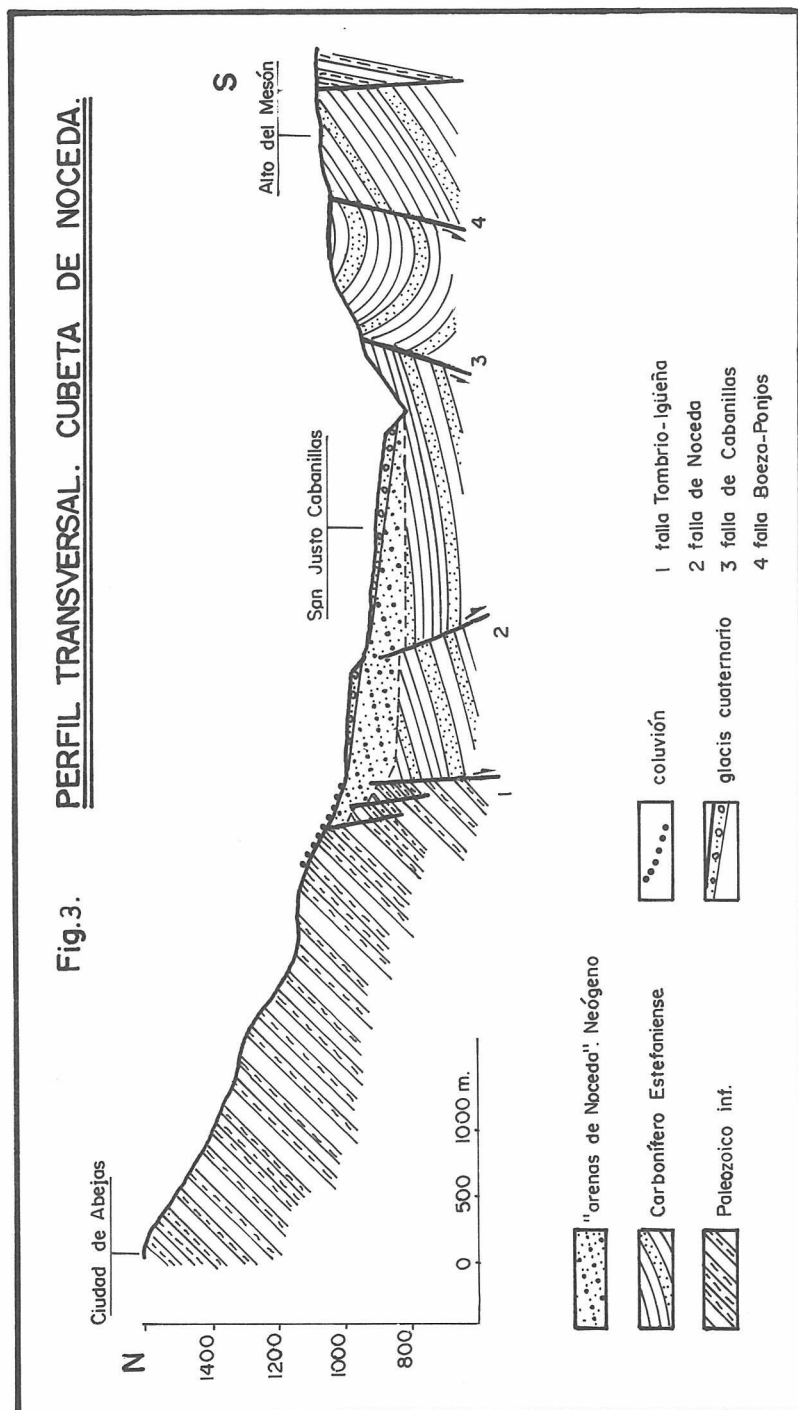 Fig.3. PERFIL TRANSVERSAL. CUBETA DE NOCEDA.
N
S
Ciudad de Abejas
San Justo Cabanillas
Alto del Mesón
1400
1200
1000
800
0 500 1000 m.
1
2
3
4
"arenas de Noceda". Neógeno
Carbonífero Estefaniense
Paleozoico inf.
coluvión
glacis cuaternario
1 falla Tombrio-Igüeña
2 falla de Noceda
3 falla de Cabanillas
4 falla Boeza-Ponjos